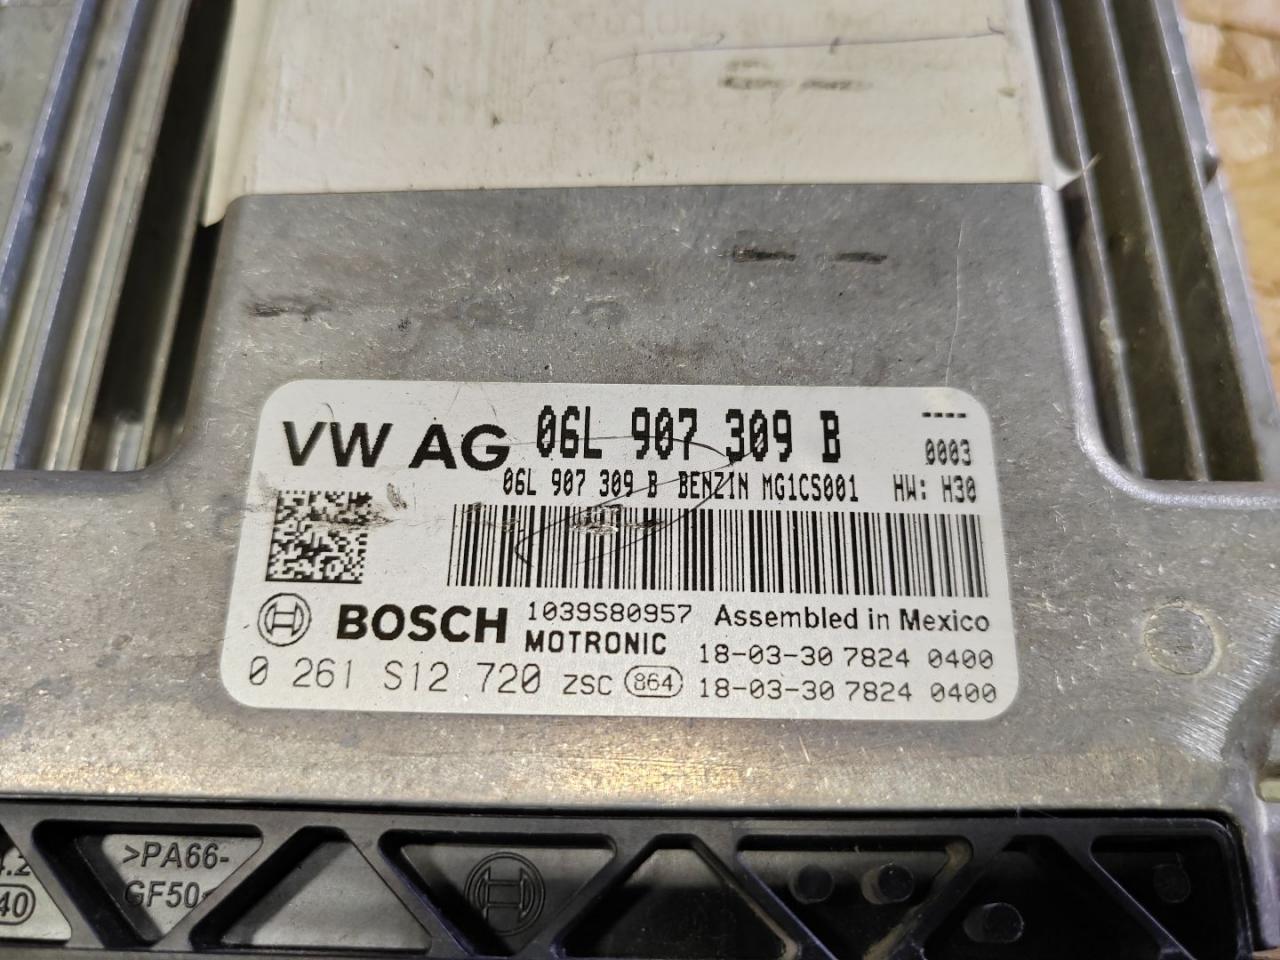 VW AG 06L 907 309 B ----
0003
06L 907 309 B BENZIN MG1CS001 HW: H30
BOSCH 1039S80957 Assembled in Mexico
MOTRONIC 18-03-30 7824 0400
0 261 S12 720 ZSC 864 18-03-30 7824 0400
>PA66-
GF50<
40